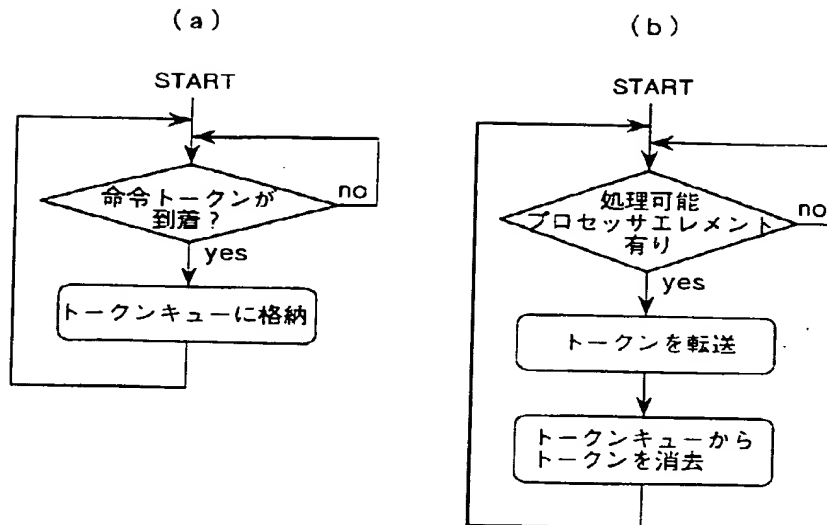 (a)
START
命令トークンが
到着?
no
yes
トークンキューに格納
(b)
START
処理可能
プロセッサエレメント
有り
no
yes
トークンを転送
トークンキューから
トークンを消去